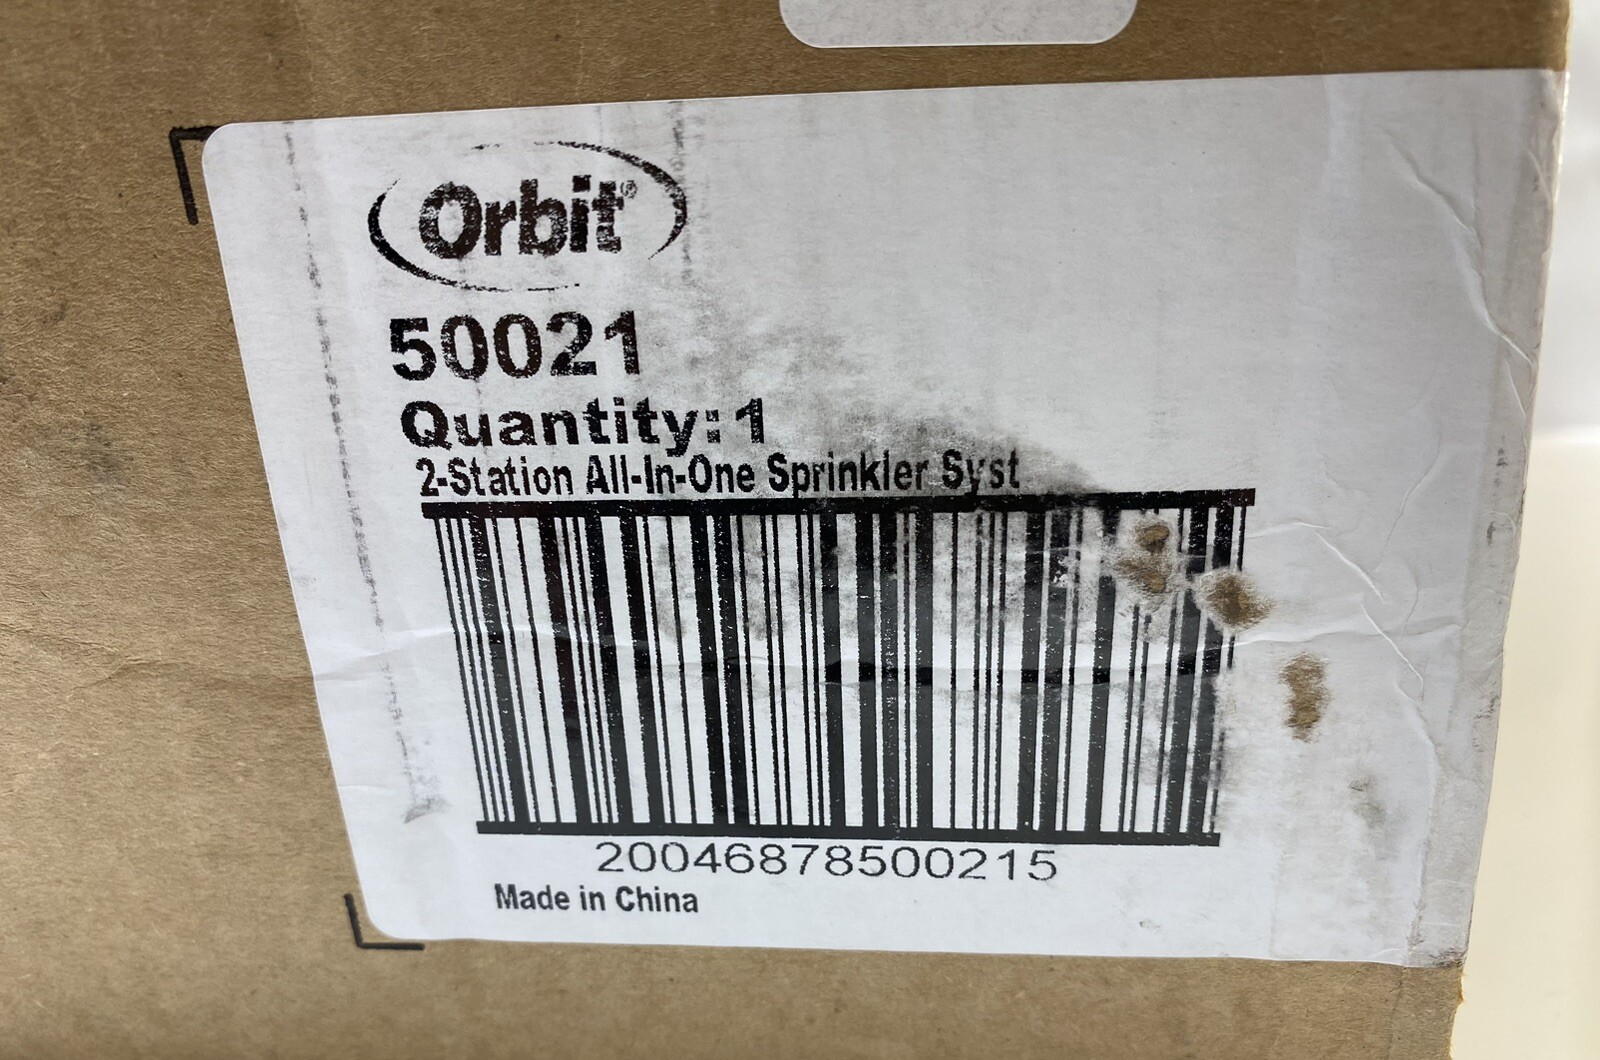 Orbit®
50021
Quantity: 1
2-Station All-In-One Sprinkler Syst
20046878500215
Made in China